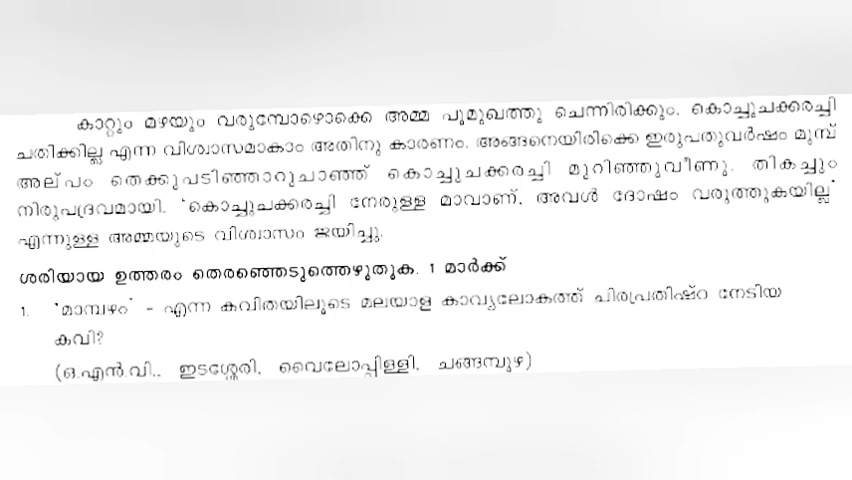 കാറ്റും മഴയും വരുമ്പോഴൊക്കെ അമ്മ പൂമുഖത്തു ചെന്നിരിക്കും. കൊച്ചുചക്കരച്ചി
ചതിക്കില്ല എന്ന വിശ്വാസമാകാം അതിനു കാരണം. അങ്ങനെയിരിക്കെ ഇരുപതുവർഷം മുമ്പ്
അല്പം തെക്കുപടിഞ്ഞാറുചാഞ്ഞ് കൊച്ചുചക്കരച്ചി മുറിഞ്ഞുവീണു. തികച്ചും
നിരുപദ്രവമായി. 'കൊച്ചുചക്കരച്ചി നേരുള്ള മാവാണ്. അവൾ ദോഷം വരുത്തുകയില്ല'
എന്നുള്ള അമ്മയുടെ വിശ്വാസം ജയിച്ചു.
ശരിയായ ഉത്തരം തെരഞ്ഞെടുത്തെഴുതുക. 1 മാർക്ക്
1. 'മാമ്പഴം' - എന്ന കവിതയിലൂടെ മലയാള കാവ്യലോകത്ത് ചിരപ്രതിഷ്ഠ നേടിയ
കവി?
(ഒ.എൻ.വി., ഇടശ്ശേരി, വൈലോപ്പിള്ളി, ചങ്ങമ്പുഴ)